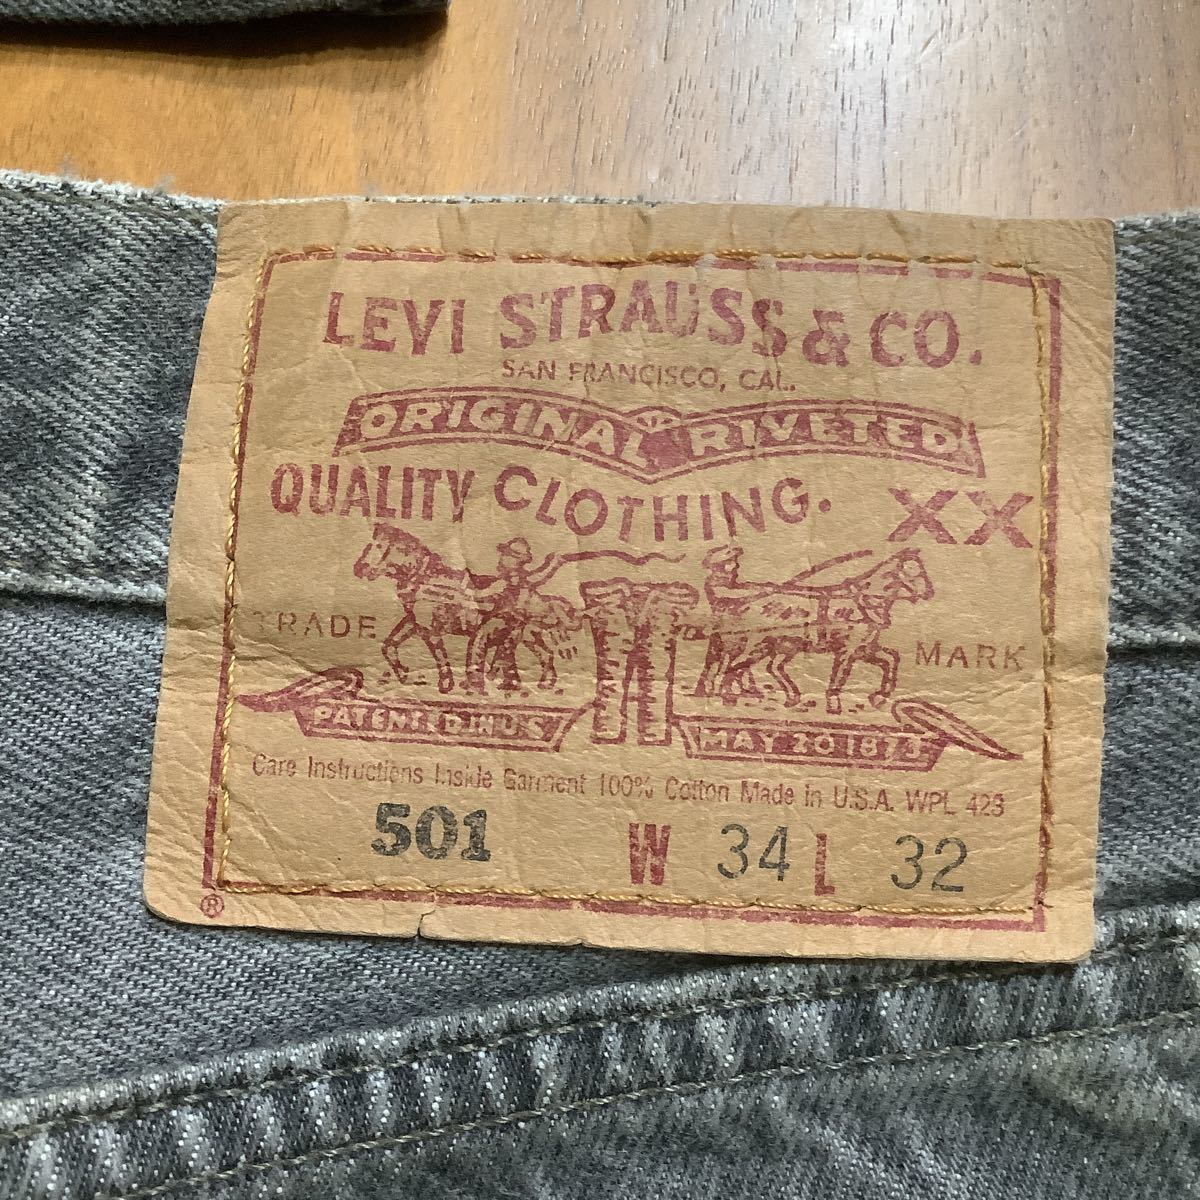 LEVI STRAUSS & CO.
SAN FRANCISCO, CAL.
ORIGINAL RIVETED
QUALITY CLOTHING. XX
TRADE MARK
PATENTED IN U S MAY 20 1873
Care Instructions Inside Garment 100% Cotton Made in U.S.A. WPL 423
501 W 34 L 32
®